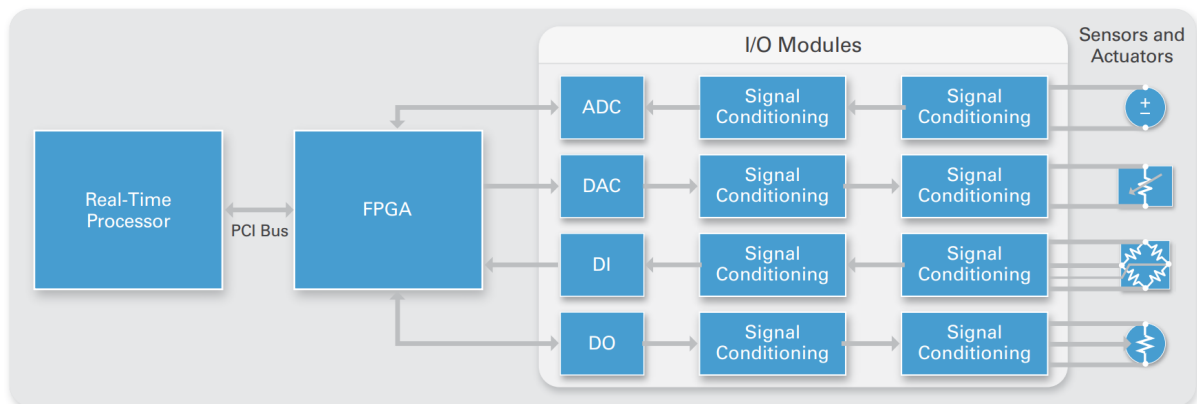 I/O Modules
Sensors and
Actuators
Real-Time
Processor
PCI Bus
FPGA
ADC
Signal
Conditioning
Signal
Conditioning
+
−
DAC
Signal
Conditioning
Signal
Conditioning
DI
Signal
Conditioning
Signal
Conditioning
DO
Signal
Conditioning
Signal
Conditioning